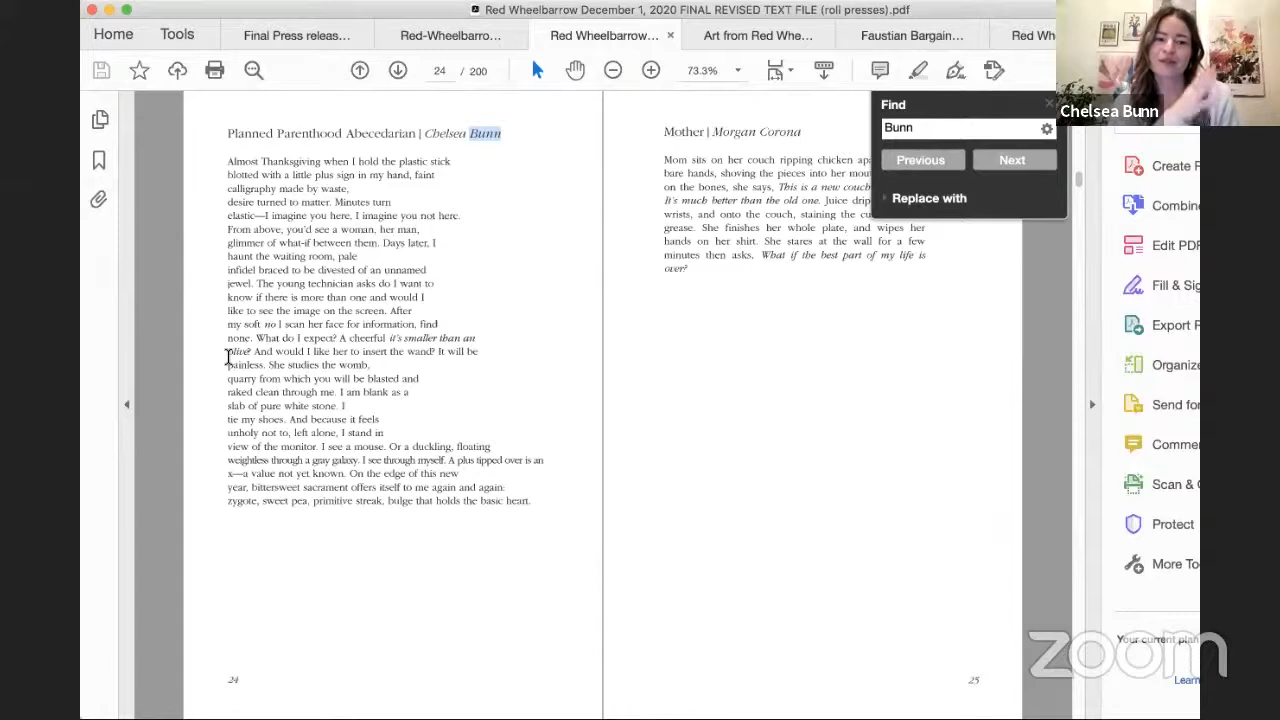 Red Wheelbarrow December 1, 2020 FINAL REVISED TEXT FILE (roll presses).pdf
Home
Tools
Final Press releas...
Red-Wheelbarro...
Red Wheelbarrow...
Art from Red Whe...
Faustian Bargain...
Red Wh
24 / 200
73.3%
Chelsea Bunn
Find
Bunn
Previous
Next
Replace with
Planned Parenthood Abecedarian | Chelsea Bunn
Almost Thanksgiving when I hold the plastic stick
blotted with a little plus sign in my hand, faint
calligraphy made by waste,
desire turned to matter. Minutes turn
elastic—I imagine you here, I imagine you not here.
From above, you'd see a woman, her man,
glimmer of what-if between them. Days later, I
haunt the waiting room, pale
infidel braced to be divested of an unnamed
jewel. The young technician asks do I want to
know if there is more than one and would I
like to see the image on the screen. After
my soft no I scan her face for information, find
none. What do I expect? A cheerful it's smaller than an
olive? And would I like her to insert the wand? It will be
painless. She studies the womb,
quarry from which you will be blasted and
raked clean through me. I am blank as a
slab of pure white stone. I
tie my shoes. And because it feels
unholy not to, left alone, I stand in
view of the monitor. I see a mouse. Or a duckling, floating
weightless through a gray galaxy. I see through myself. A plus tipped over is an
x—a value not yet known. On the edge of this new
year, bittersweet sacrament offers itself to me again and again:
zygote, sweet pea, primitive streak, bulge that holds the basic heart.
24
Mother | Morgan Corona
Mom sits on her couch ripping chicken
bare hands, shoving the pieces into her
on the bones, she says, This is a new couch
It's much better than the old one. Juice
wrists, and onto the couch, staining the
grease. She finishes her whole plate, and wipes her
hands on her shirt. She stares at the wall for a few
minutes then asks, What if the best part of my life is
over?
25
Create
Combin
Edit PDF
Fill & Sig
Export
Organiz
Send for
Comme
Scan &
Protect
More To
Your current plan
Learn
zoom